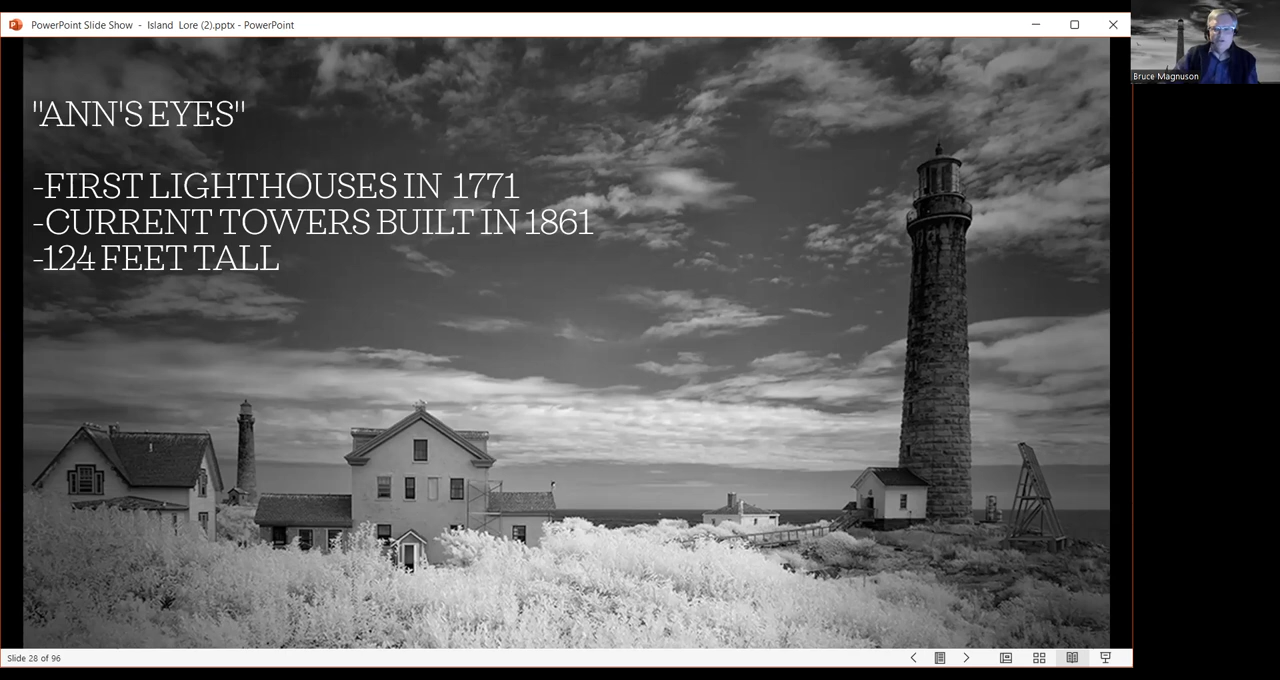 PowerPoint Slide Show - Island Lore (2).pptx - PowerPoint
Bruce Magnuson
"ANN'S EYES"
-FIRST LIGHTHOUSES IN 1771
-CURRENT TOWERS BUILT IN 1861
-124 FEET TALL
Slide 28 of 96